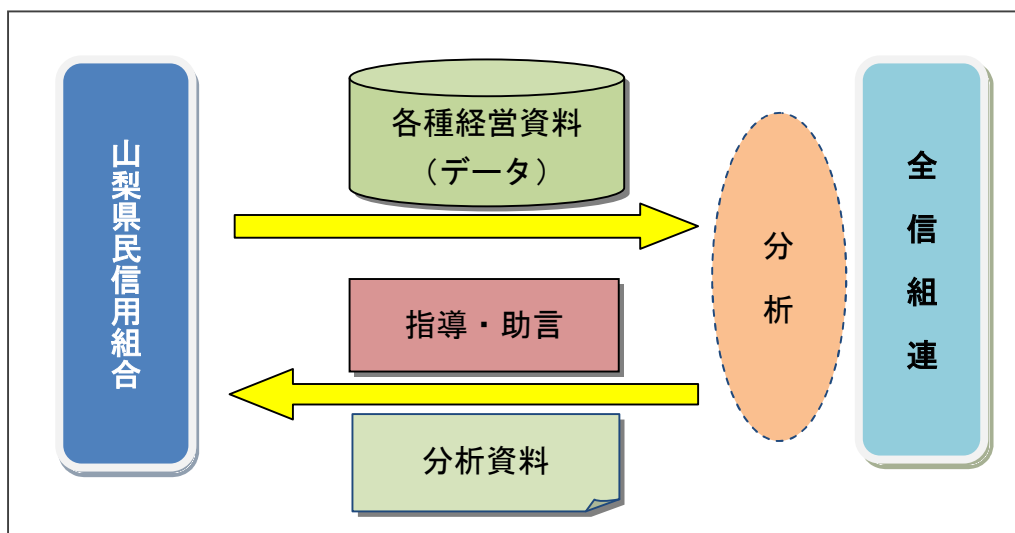 山梨県民信用組合
各種経営資料
（データ）
指導・助言
分析資料
分析
全信組連